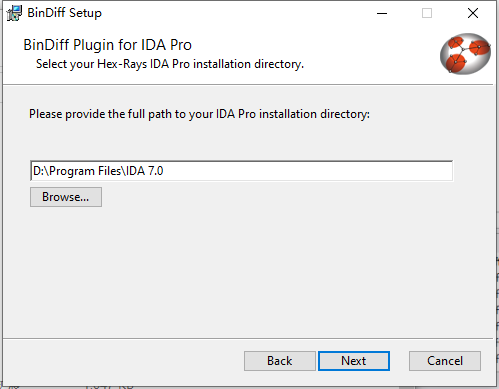 BinDiff Setup
BinDiff Plugin for IDA Pro
Select your Hex-Rays IDA Pro installation directory.
Please provide the full path to your IDA Pro installation directory:
D:\Program Files\IDA 7.0
Browse...
Back
Next
Cancel